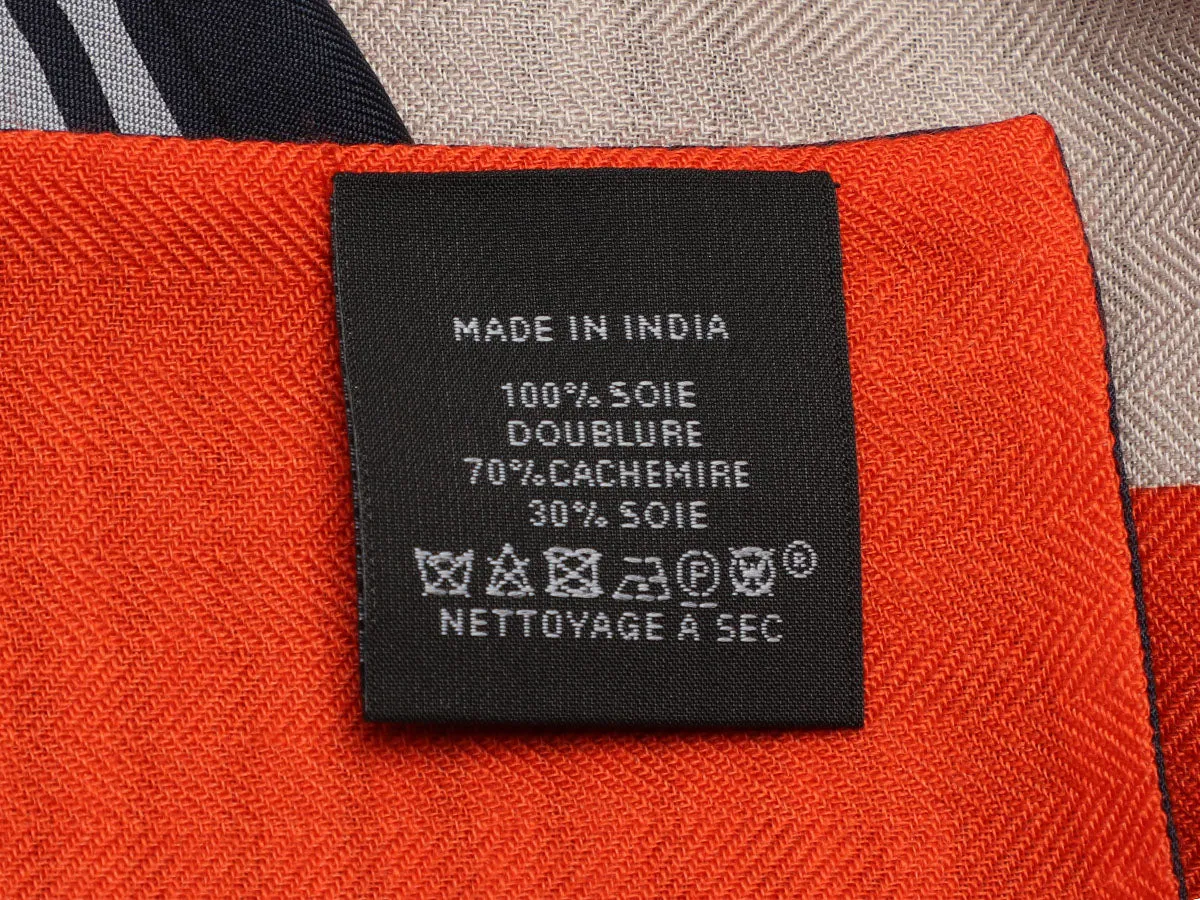 MADE IN INDIA
100% SOIE
DOUBLURE
70% CACHEMIRE
30% SOIE
P W ®
NETTOYAGE À SEC